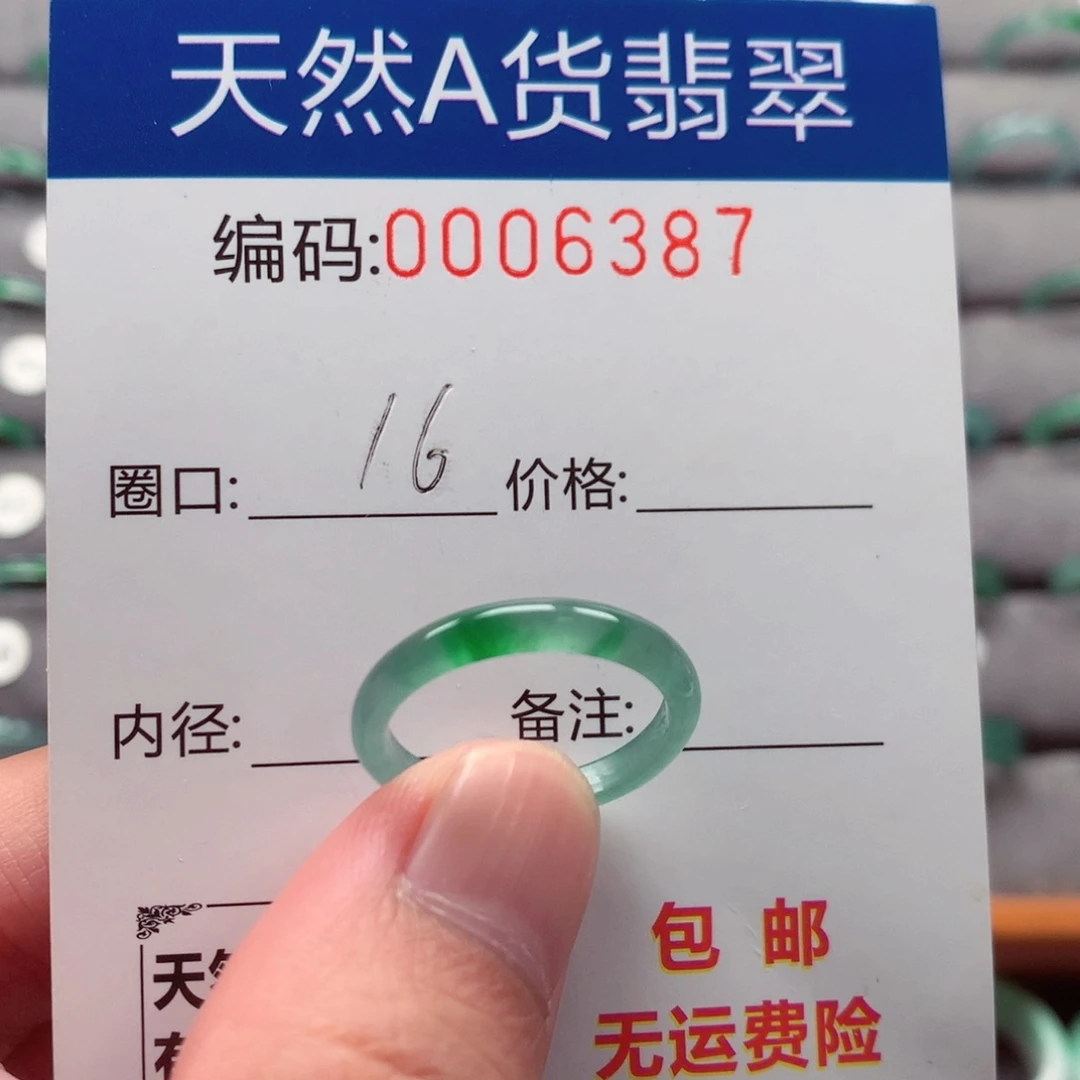 天然A货翡翠
编码:0006387
圈口: 16 价格:
内径: 备注:
天
包 邮
无运费险